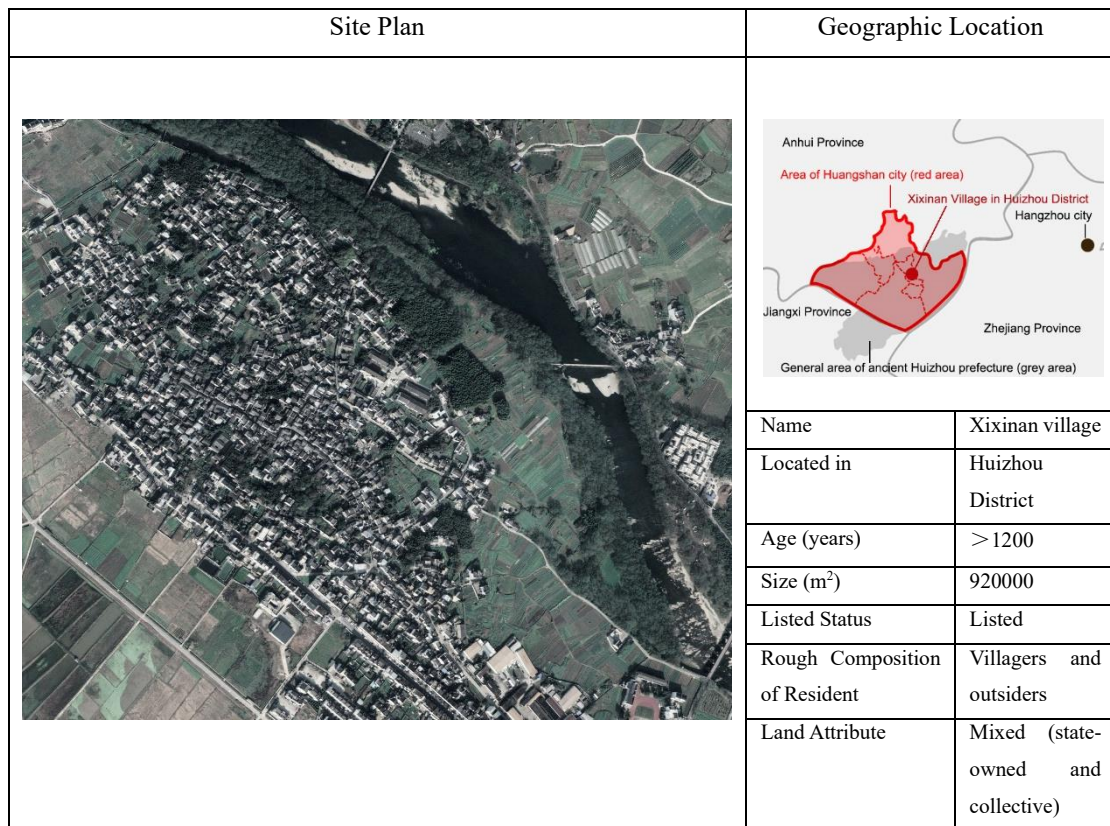 Site Plan
Geographic Location
Anhui Province
Area of Huangshan city (red area)
Xixinan Village in Huizhou District
Hangzhou city
Jiangxi Province
Zhejiang Province
General area of ancient Huizhou prefecture (grey area)
Name
Xixinan village
Located in
Huizhou
District
Age (years)
＞1200
Size (m²)
920000
Listed Status
Listed
Rough Composition
of Resident
Villagers and
outsiders
Land Attribute
Mixed (state-
owned and
collective)